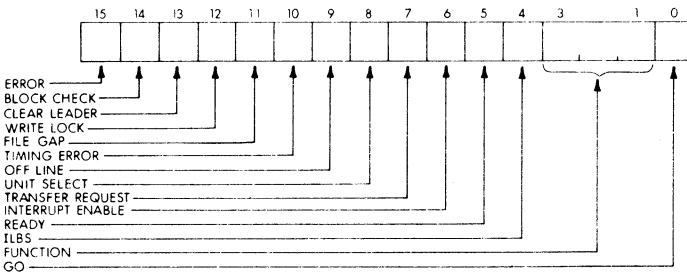 15 14 13 12 11 10 9 8 7 6 5 4 3 1 0
ERROR
BLOCK CHECK
CLEAR LEADER
WRITE LOCK
FILE GAP
TIMING ERROR
OFF LINE
UNIT SELECT
TRANSFER REQUEST
INTERRUPT ENABLE
READY
ILBS
FUNCTION
GO